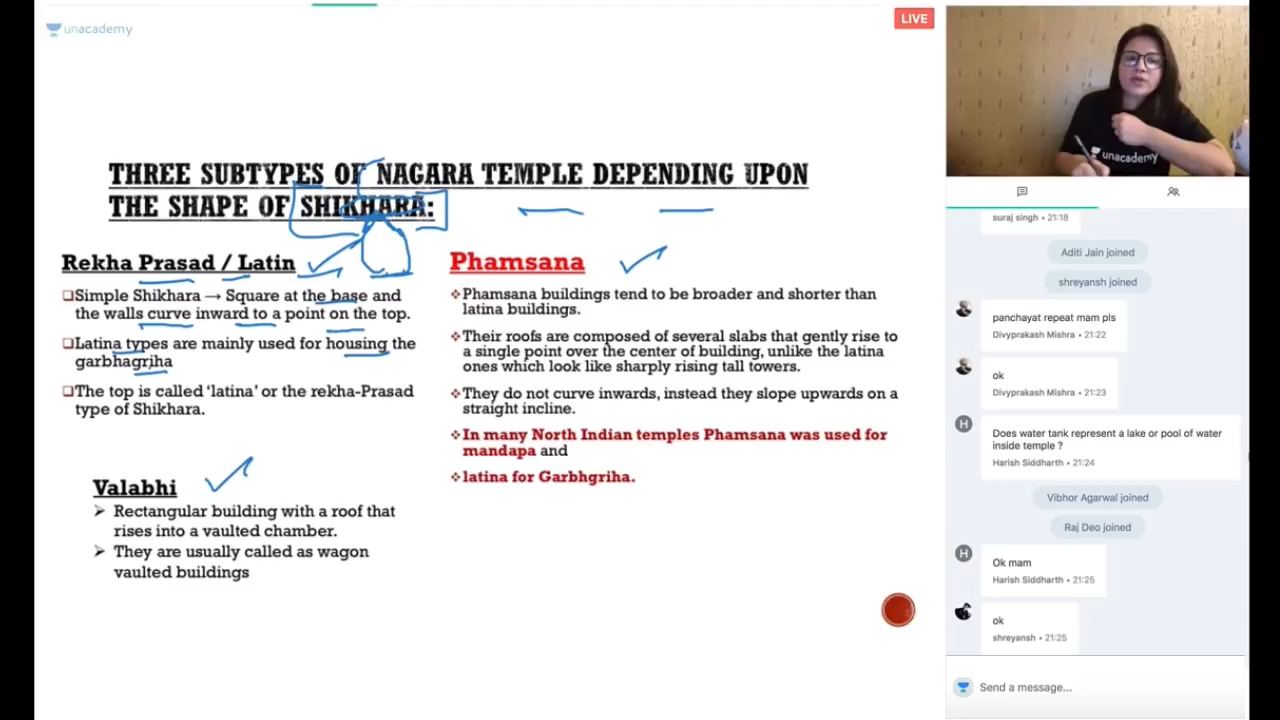 unacademy
LIVE
THREE SUBTYPES OF NAGARA TEMPLE DEPENDING UPON
THE SHAPE OF SHIKHARA:
Rekha Prasad / Latin
❑Simple Shikhara → Square at the base and
the walls curve inward to a point on the top.
❑Latina types are mainly used for housing the
garbhagriha
❑The top is called ‘latina’ or the rekha-Prasad
type of Shikhara.
Valabhi
➤ Rectangular building with a roof that
rises into a vaulted chamber.
➤ They are usually called as wagon
vaulted buildings
Phamsana
❖Phamsana buildings tend to be broader and shorter than
latina buildings.
❖Their roofs are composed of several slabs that gently rise to
a single point over the center of building, unlike the latina
ones which look like sharply rising tall towers.
❖They do not curve inwards, instead they slope upwards on a
straight incline.
❖In many North Indian temples Phamsana was used for
mandapa and
❖latina for Garbhgriha.
unacademy
suraj singh • 21:18
Aditi Jain joined
shreyansh joined
panchayat repeat mam pls
Divyprakash Mishra • 21:22
ok
Divyprakash Mishra • 21:23
H
Does water tank represent a lake or pool of water
inside temple ?
Harish Siddharth • 21:24
Vibhor Agarwal joined
Raj Deo joined
H
Ok mam
Harish Siddharth • 21:25
ok
shreyansh • 21:25
Send a message...